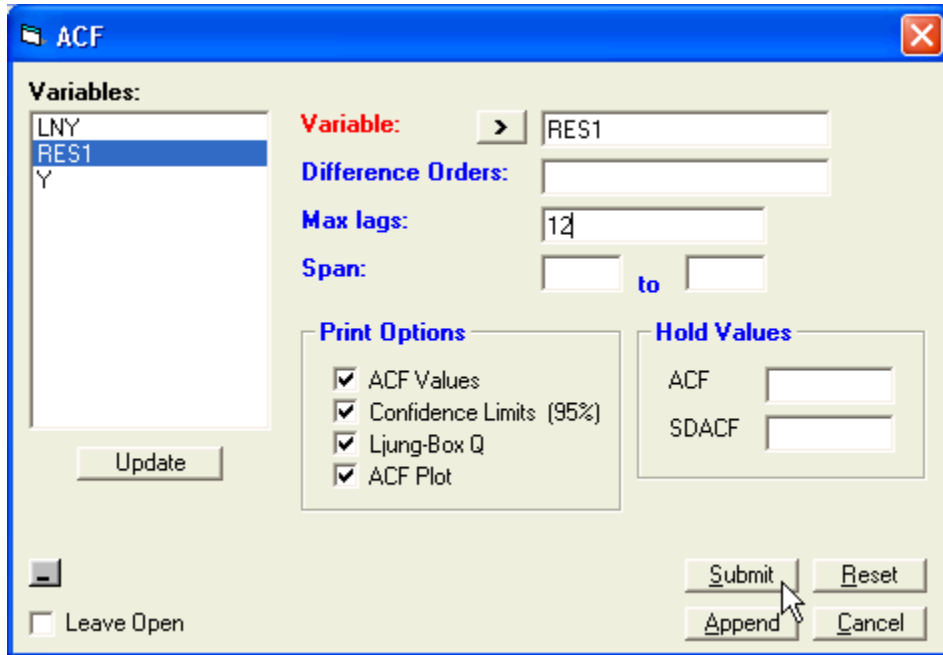 ACF
Variables:
LNY
RES1
Y
Update
Variable: > RES1
Difference Orders:
Max lags: 12
Span: to
Print Options
ACF Values
Confidence Limits (95%)
Ljung-Box Q
ACF Plot
Hold Values
ACF
SDACF
Leave Open
Submit Reset
Append Cancel